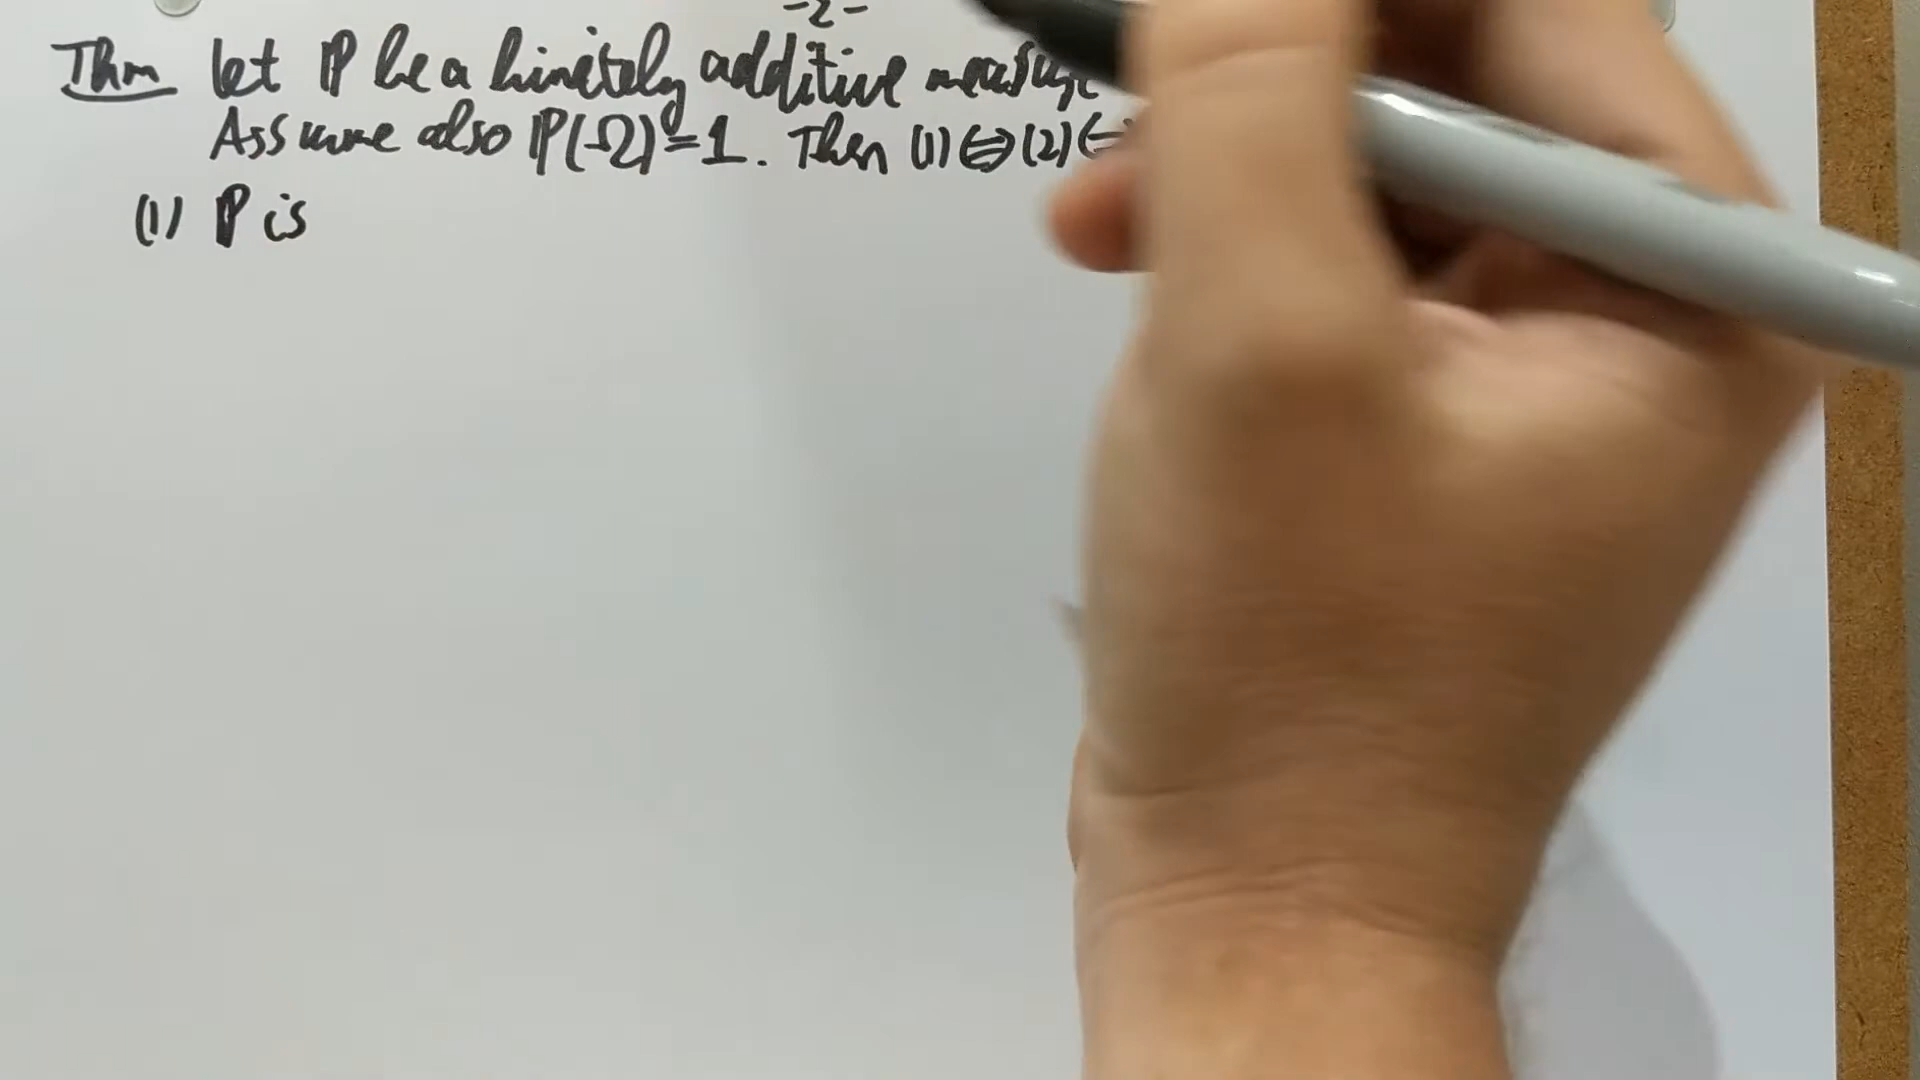 -2-
Thm Let ℙ be a finitely additive measure
Assume also ℙ(Ω)=1. Then (1)⇔(2)
(1) ℙ is